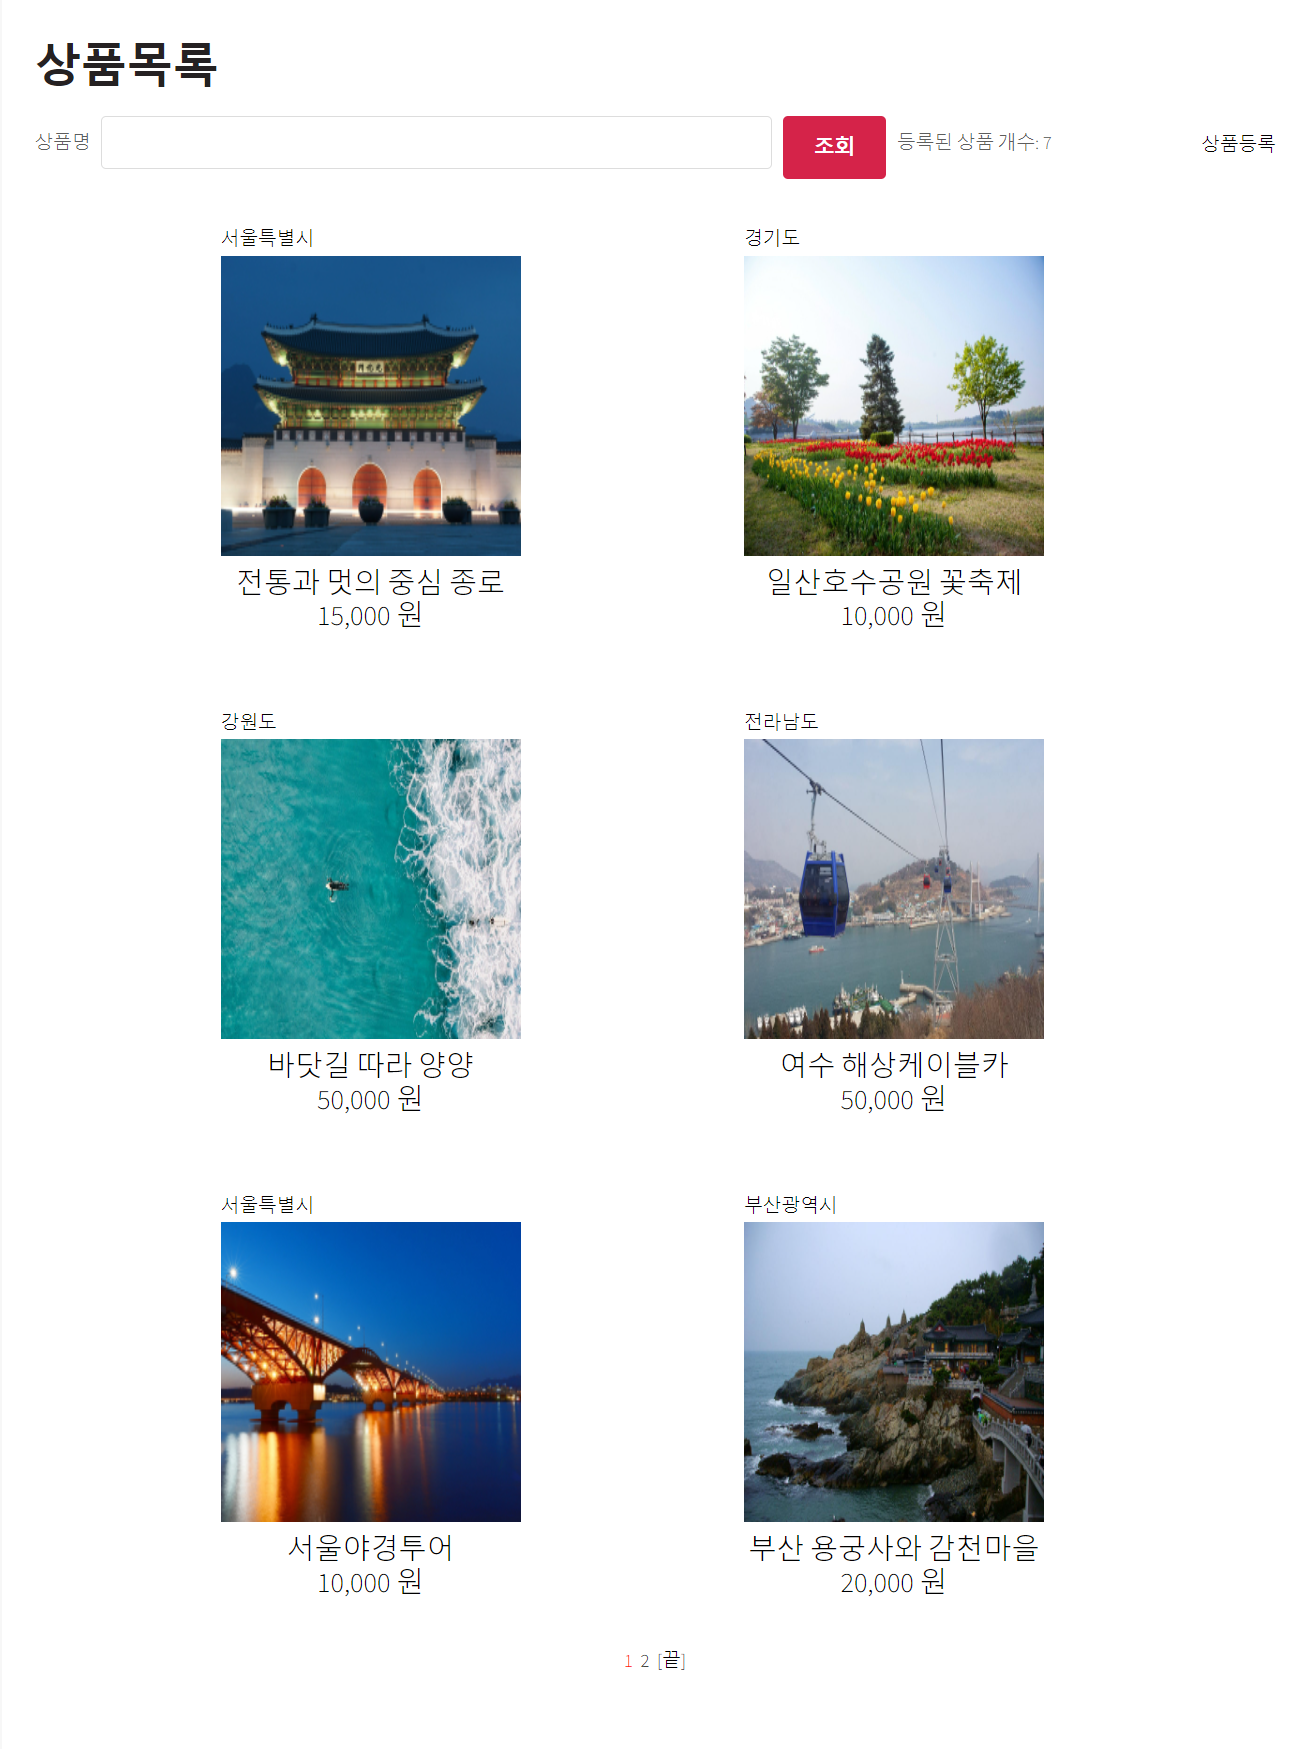 상품목록
상품명 조회 등록된 상품 개수: 7 상품등록
서울특별시
전통과 멋의 중심 종로
15,000 원
경기도
일산호수공원 꽃축제
10,000 원
강원도
바닷길 따라 양양
50,000 원
전라남도
여수 해상케이블카
50,000 원
서울특별시
서울야경투어
10,000 원
부산광역시
부산 용궁사와 감천마을
20,000 원
1 2 [끝]